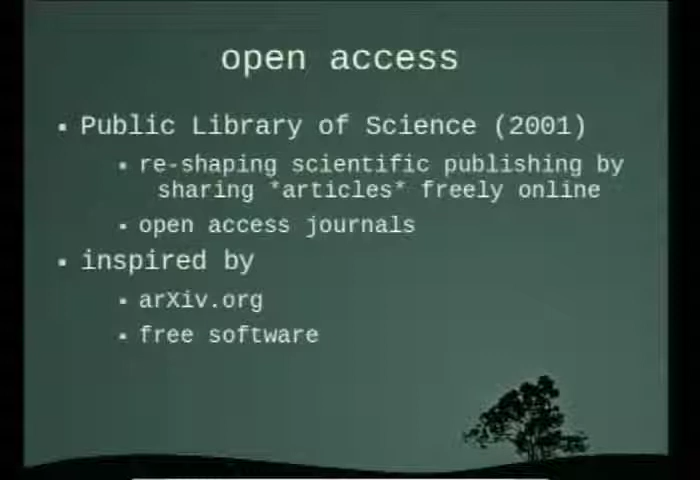 open access
▪ Public Library of Science (2001)
▪ re-shaping scientific publishing by
sharing *articles* freely online
▪ open access journals
▪ inspired by
▪ arXiv.org
▪ free software